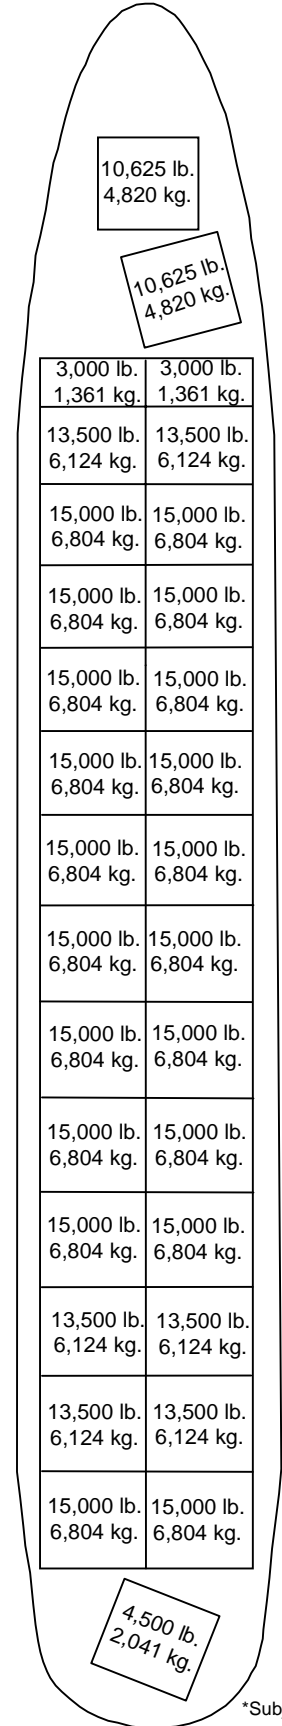 10,625 lb.
4,820 kg.
10,625 lb.
4,820 kg.
3,000 lb. 3,000 lb.
1,361 kg. 1,361 kg.
13,500 lb. 13,500 lb.
6,124 kg. 6,124 kg.
15,000 lb. 15,000 lb.
6,804 kg. 6,804 kg.
15,000 lb. 15,000 lb.
6,804 kg. 6,804 kg.
15,000 lb. 15,000 lb.
6,804 kg. 6,804 kg.
15,000 lb. 15,000 lb.
6,804 kg. 6,804 kg.
15,000 lb. 15,000 lb.
6,804 kg. 6,804 kg.
15,000 lb. 15,000 lb.
6,804 kg. 6,804 kg.
15,000 lb. 15,000 lb.
6,804 kg. 6,804 kg.
15,000 lb. 15,000 lb.
6,804 kg. 6,804 kg.
15,000 lb. 15,000 lb.
6,804 kg. 6,804 kg.
13,500 lb. 13,500 lb.
6,124 kg. 6,124 kg.
13,500 lb. 13,500 lb.
6,124 kg. 6,124 kg.
15,000 lb. 15,000 lb.
6,804 kg. 6,804 kg.
4,500 lb.
2,041 kg.
*Sub